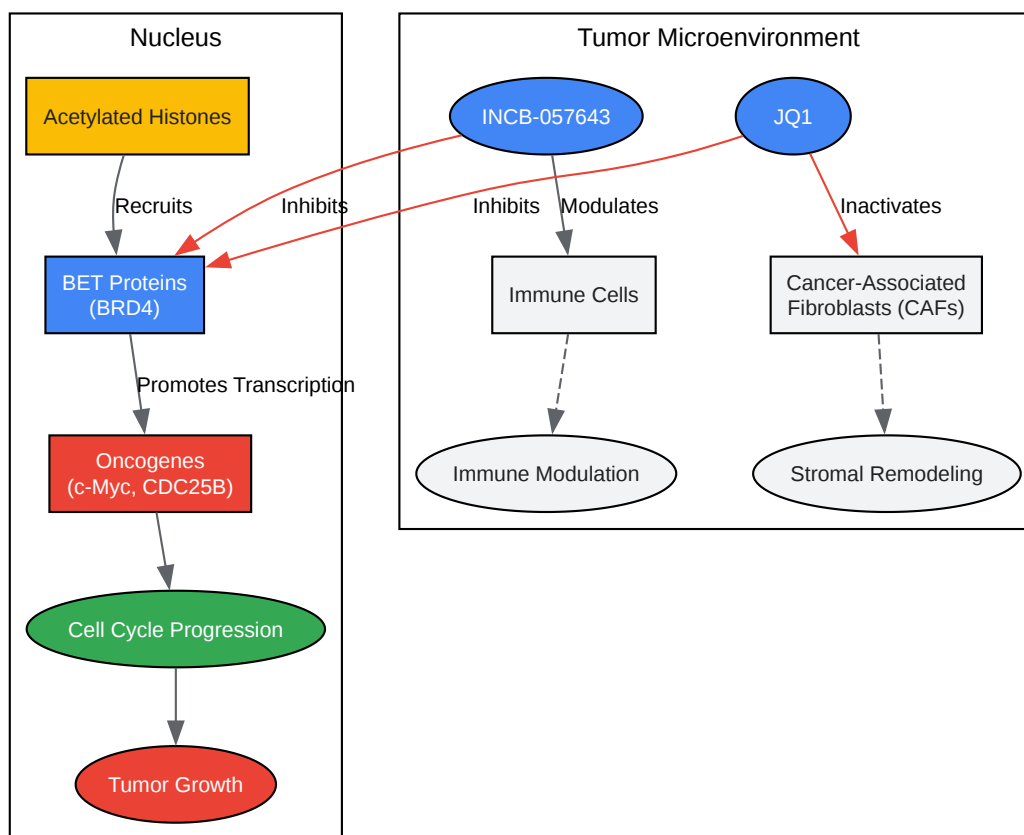 Nucleus
Tumor Microenvironment
Acetylated Histones
INCB-057643
JQ1
Recruits
Inhibits
Inhibits
Modulates
Inactivates
BET Proteins
(BRD4)
Immune Cells
Cancer-Associated
Fibroblasts (CAFs)
Promotes Transcription
Oncogenes
(c-Myc, CDC25B)
Immune Modulation
Stromal Remodeling
Cell Cycle Progression
Tumor Growth